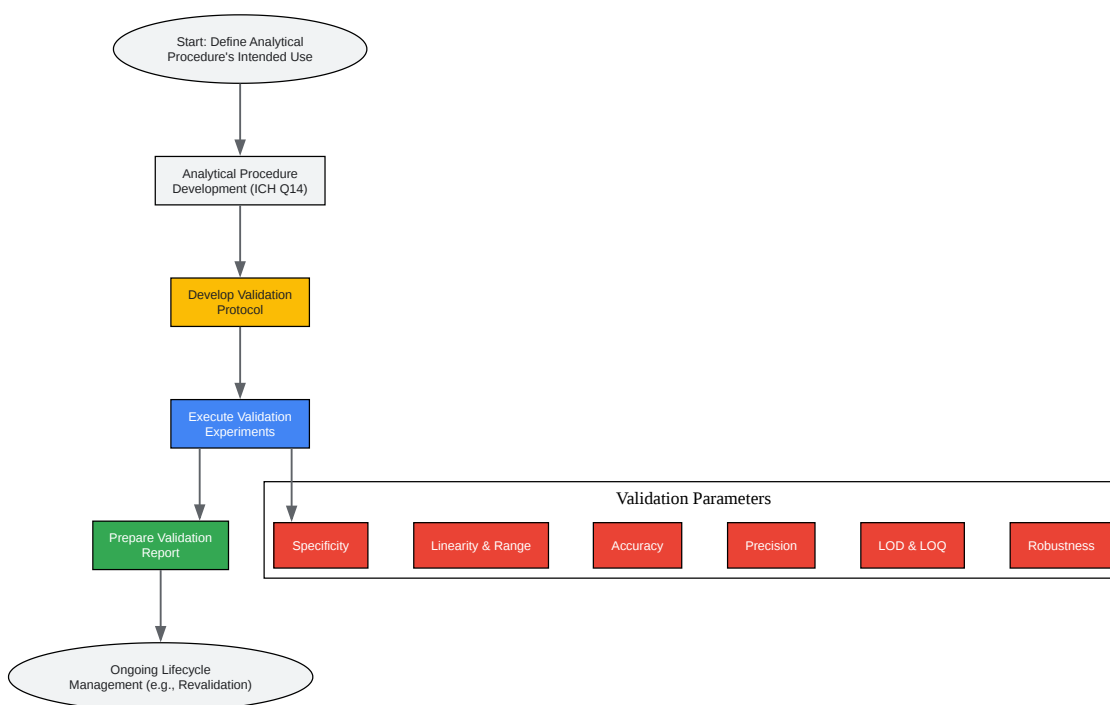 Start: Define Analytical
Procedure's Intended Use
Analytical Procedure
Development (ICH Q14)
Develop Validation
Protocol
Execute Validation
Experiments
Validation Parameters
Prepare Validation
Report
Specificity
Linearity & Range
Accuracy
Precision
LOD & LOQ
Robustness
Ongoing Lifecycle
Management (e.g., Revalidation)